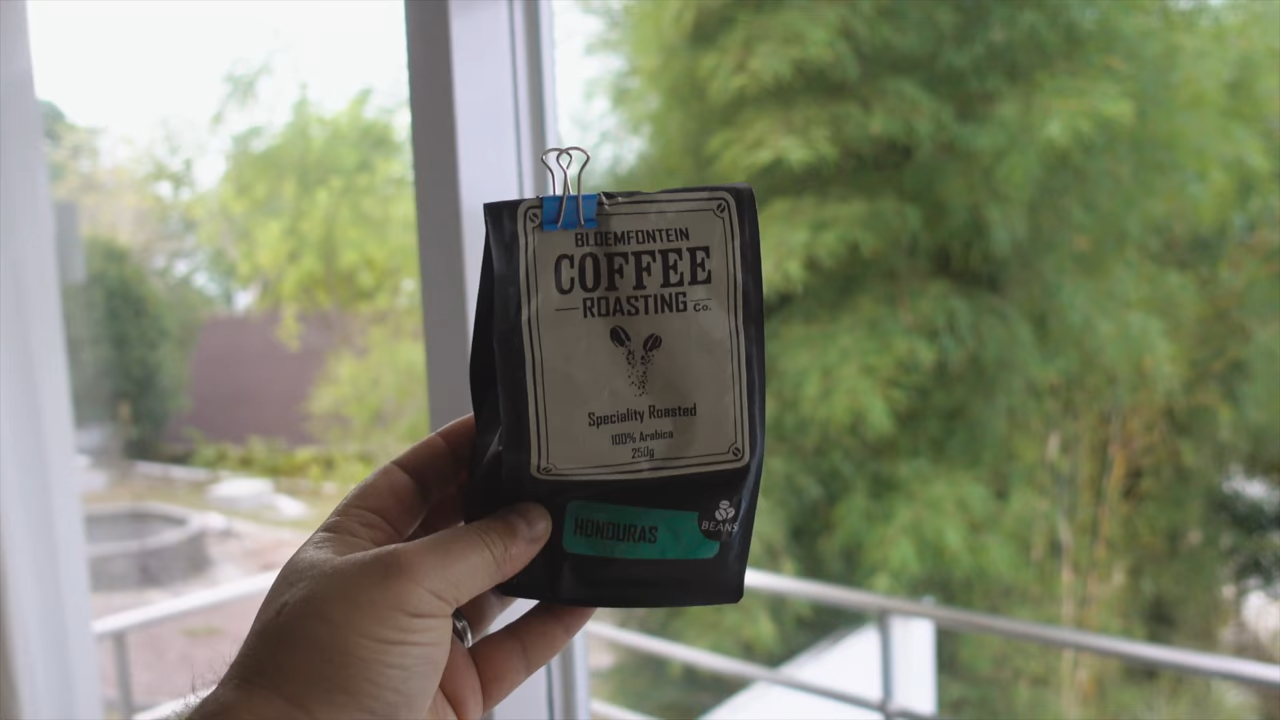 BLOEMFONTEIN
COFFEE
ROASTING Co.
Speciality Roasted
100% Arabica
250g
HONDURAS
BEANS